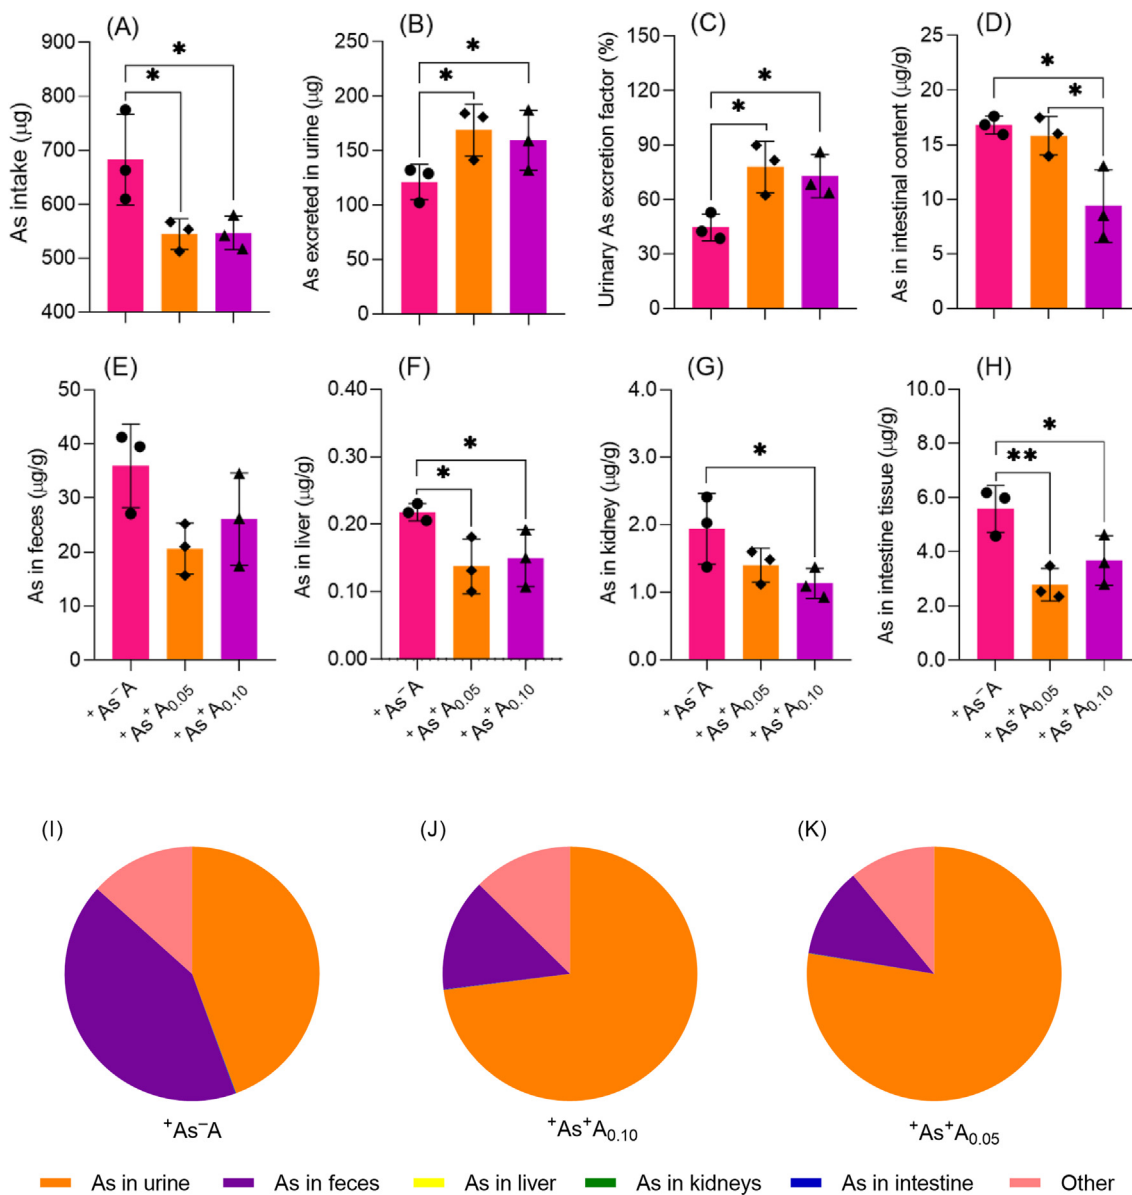 (A)
As intake (µg)
900
800
700
600
500
400
*
*
(B)
As excreted in urine (µg)
250
200
150
100
50
0
*
*
(C)
Urinary As excretion factor (%)
150
120
90
60
30
0
*
*
(D)
As in intestinal content (µg/g)
25
20
15
10
5
0
*
*
(E)
As in feces (µg/g)
50
40
30
20
10
0
⁺As⁻A
⁺As⁺A₀.₀₅
⁺As⁺A₀.₁₀
(F)
As in liver (µg/g)
0.40
0.30
0.20
0.10
0.00
*
*
⁺As⁻A
⁺As⁺A₀.₀₅
⁺As⁺A₀.₁₀
(G)
As in kidney (µg/g)
4.0
3.0
2.0
1.0
0.0
*
⁺As⁻A
⁺As⁺A₀.₀₅
⁺As⁺A₀.₁₀
(H)
As in intestine tissue (µg/g)
10.0
8.0
6.0
4.0
2.0
0.0
*
**
⁺As⁻A
⁺As⁺A₀.₀₅
⁺As⁺A₀.₁₀
(I)
⁺As⁻A
(J)
⁺As⁺A₀.₁₀
(K)
⁺As⁺A₀.₀₅
As in urine As in feces As in liver As in kidneys As in intestine Other